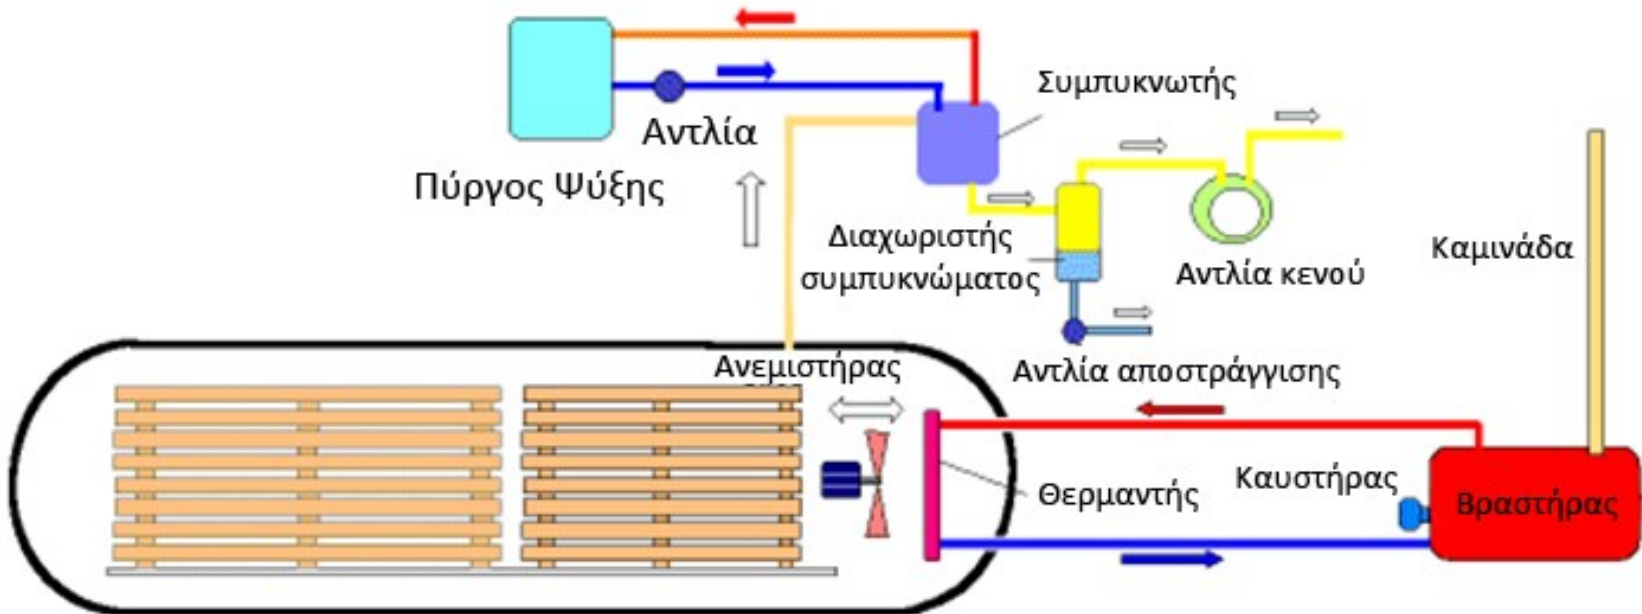 Συμπυκνωτής
Αντλία
Πύργος Ψύξης
Διαχωριστής
συμπυκνώματος
Αντλία κενού
Καμινάδα
Ανεμιστήρας
Αντλία αποστράγγισης
Θερμαντής
Καυστήρας
Βραστήρας